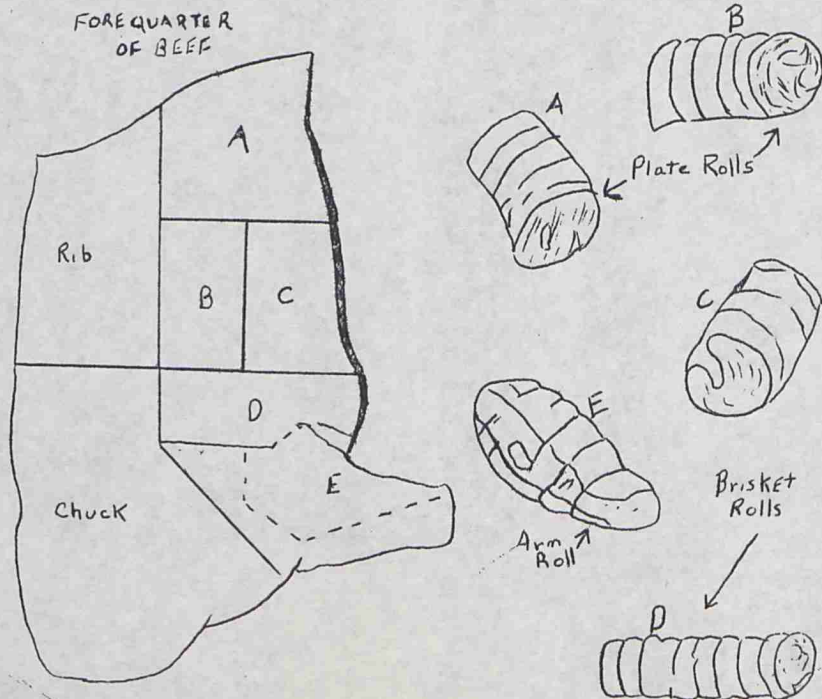 FOREQUARTER
OF BEEF
A
Rib
B
C
D
E
Chuck
B
A
Plate Rolls
C
E
Arm
Roll
Brisket
Rolls
D